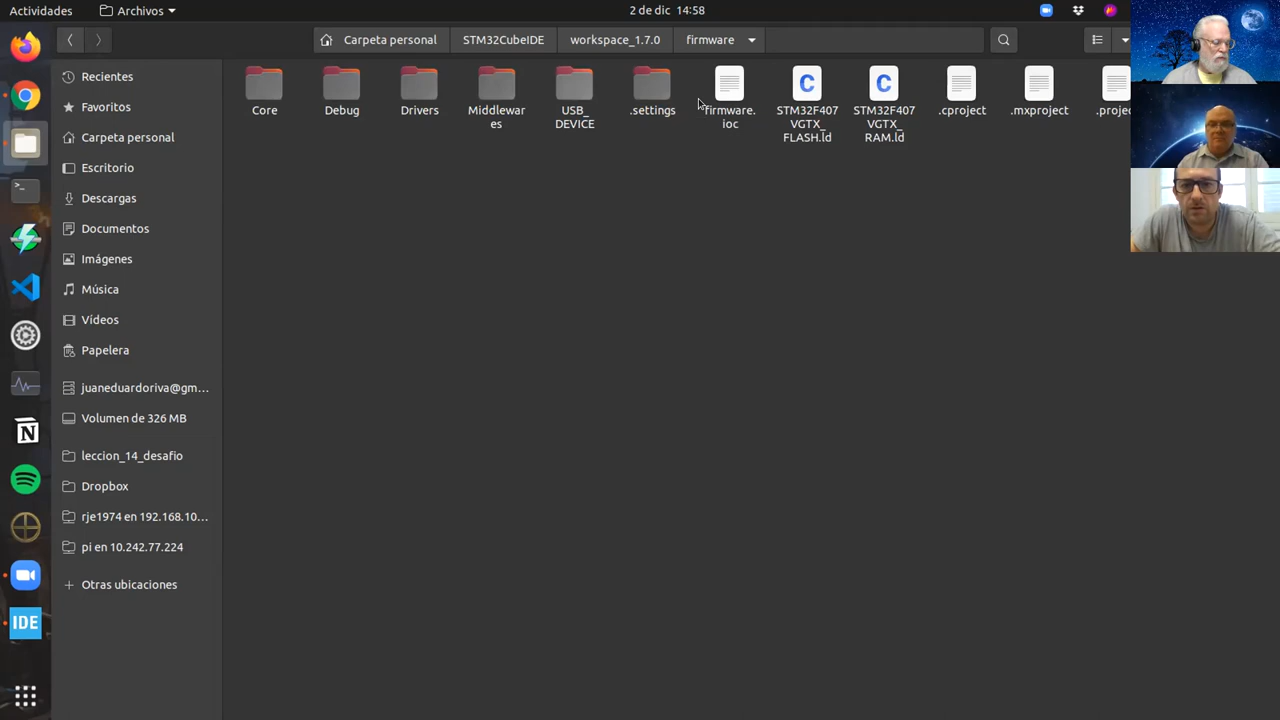 Actividades
Archivos
2 de dic 14:58
Carpeta personal
STM32CubeIDE
workspace_1.7.0
firmware
Recientes
Favoritos
Carpeta personal
Escritorio
Descargas
Documentos
Imágenes
Música
Vídeos
Papelera
juaneduardoriva@gm...
Volumen de 326 MB
leccion_14_desafio
Dropbox
rje1974 en 192.168.10...
pi en 10.242.77.224
Otras ubicaciones
Core
Debug
Drivers
Middlewar
es
USB_
DEVICE
.settings
firmware.
ioc
STM32F407
VGTX_
FLASH.ld
STM32F407
VGTX_
RAM.ld
.cproject
.mxproject
.projec
C
C
N
IDE